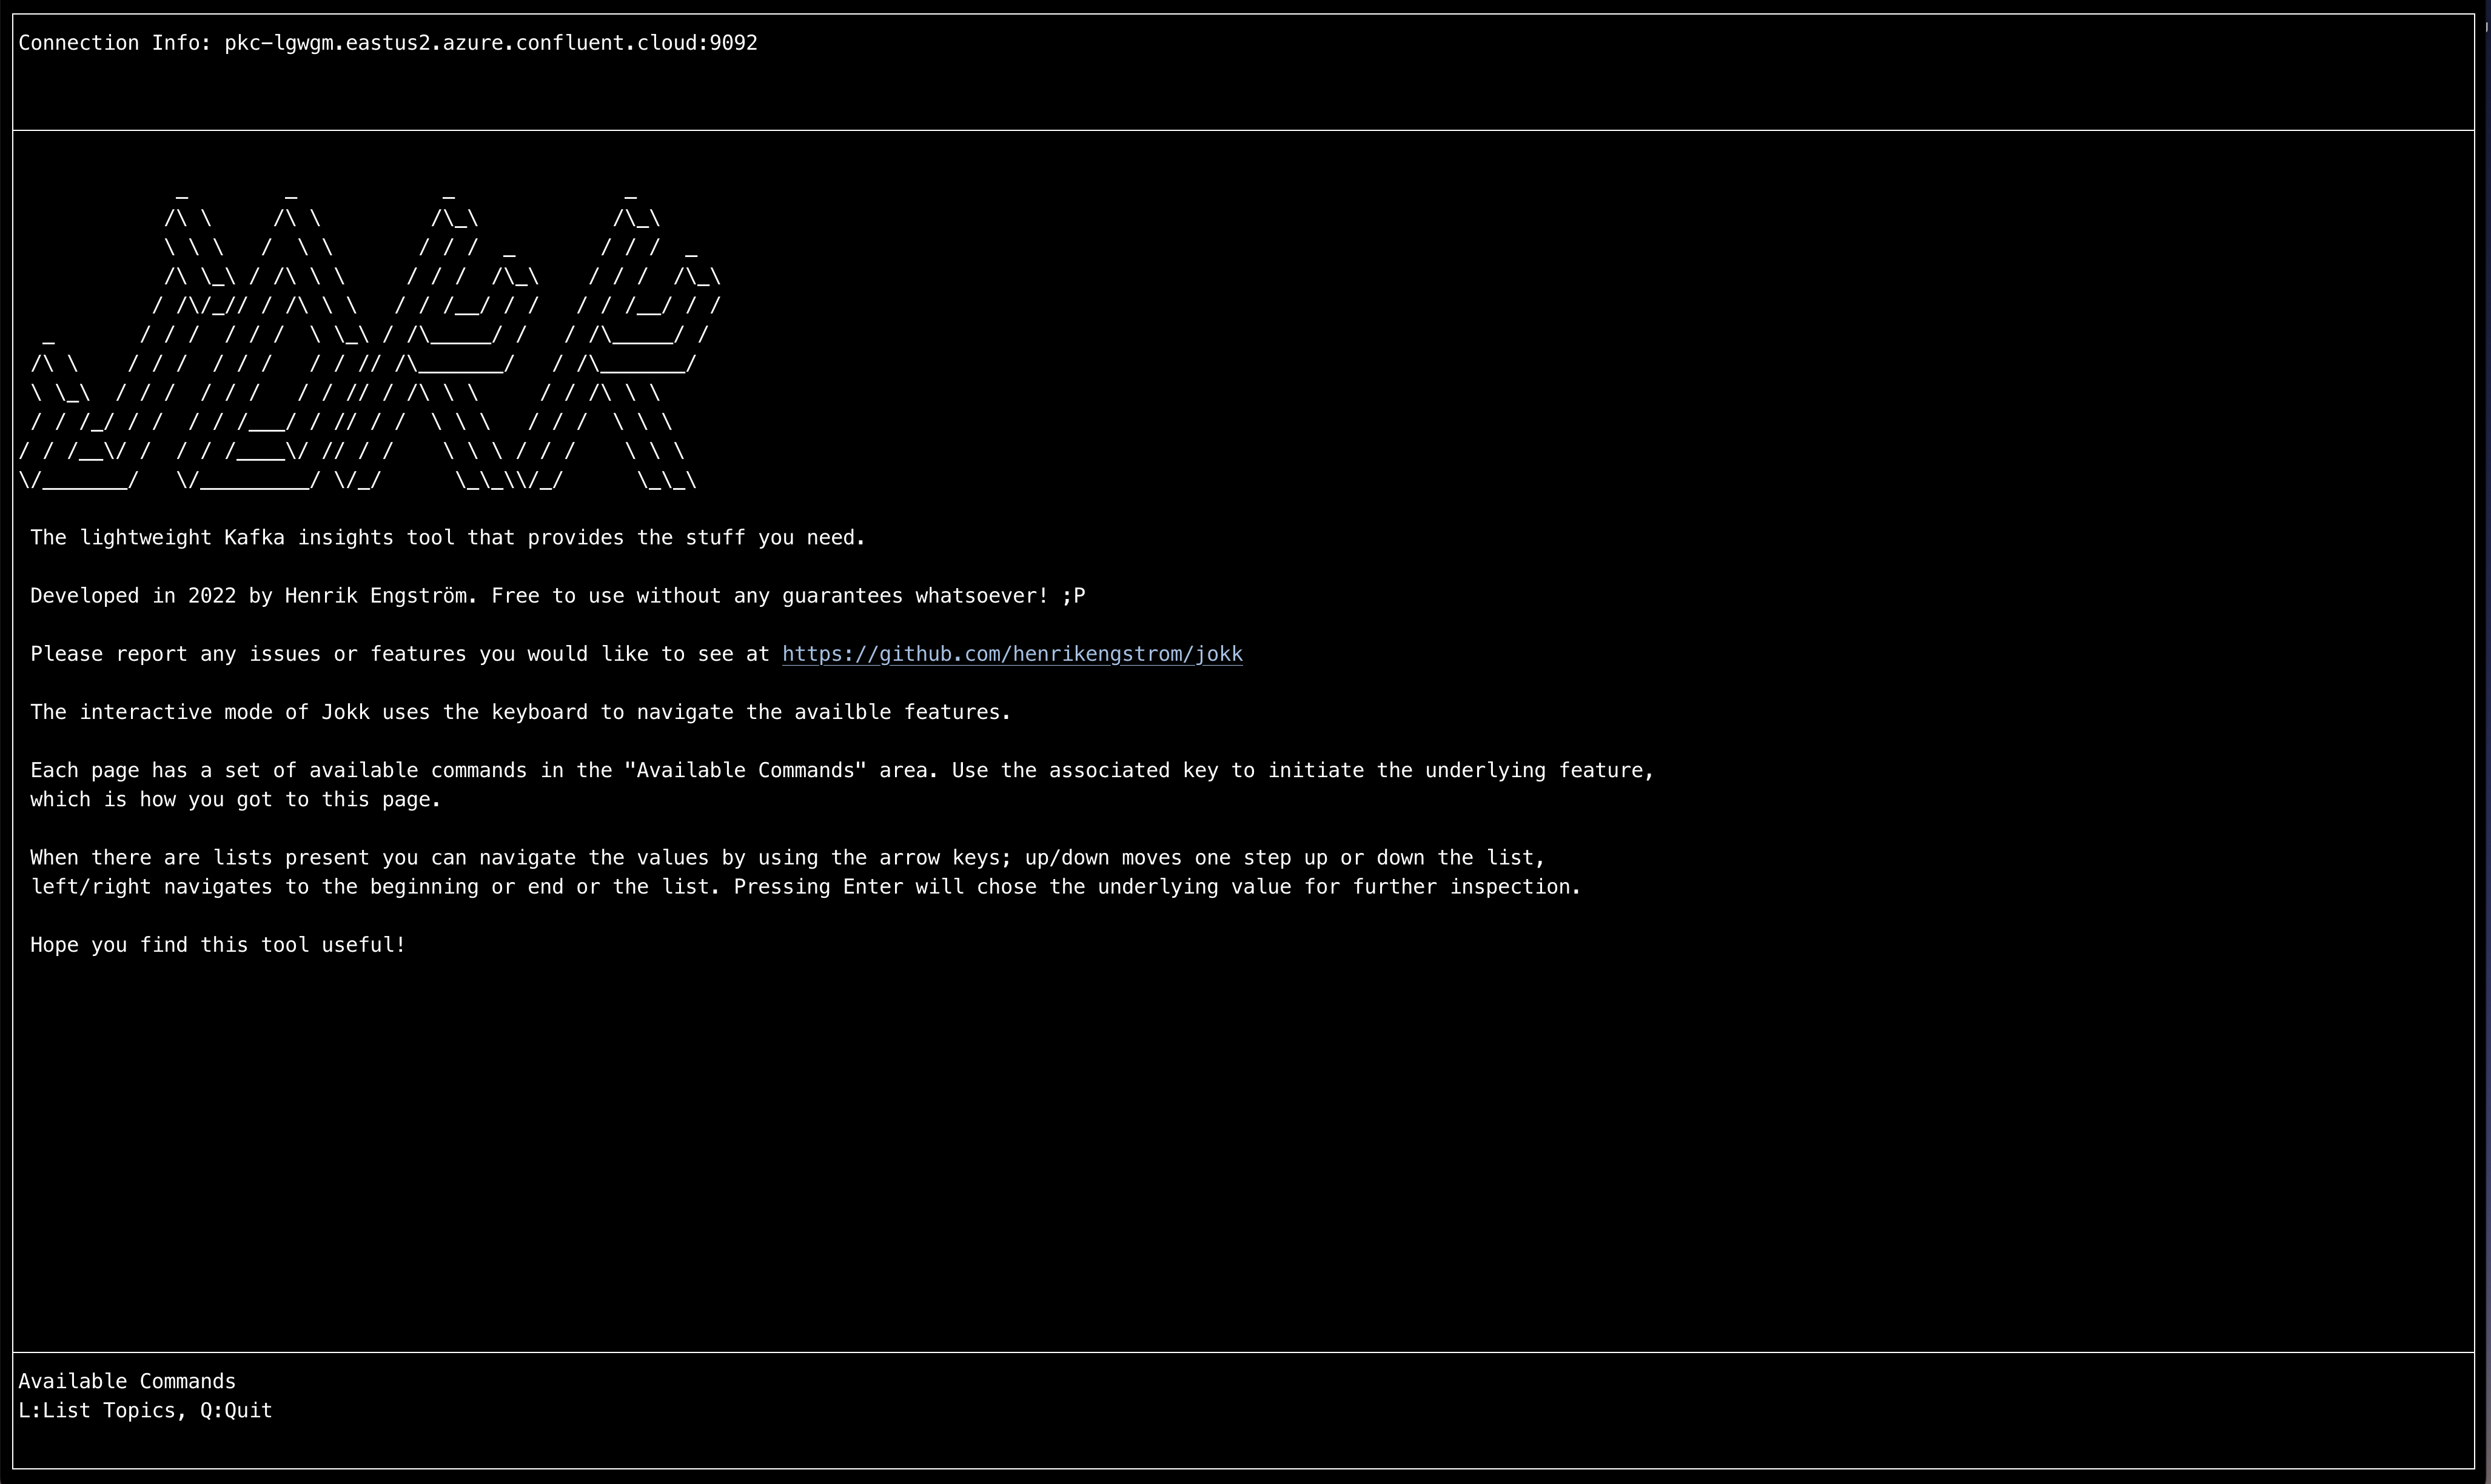 Connection Info: pkc-lgwgm.eastus2.azure.confluent.cloud:9092
JOKK
The lightweight Kafka insights tool that provides the stuff you need.
Developed in 2022 by Henrik Engström. Free to use without any guarantees whatsoever! ;P
Please report any issues or features you would like to see at https://github.com/henrikengstrom/jokk
The interactive mode of Jokk uses the keyboard to navigate the availble features.
Each page has a set of available commands in the "Available Commands" area. Use the associated key to initiate the underlying feature,
which is how you got to this page.
When there are lists present you can navigate the values by using the arrow keys; up/down moves one step up or down the list,
left/right navigates to the beginning or end or the list. Pressing Enter will chose the underlying value for further inspection.
Hope you find this tool useful!
Available Commands
L:List Topics, Q:Quit